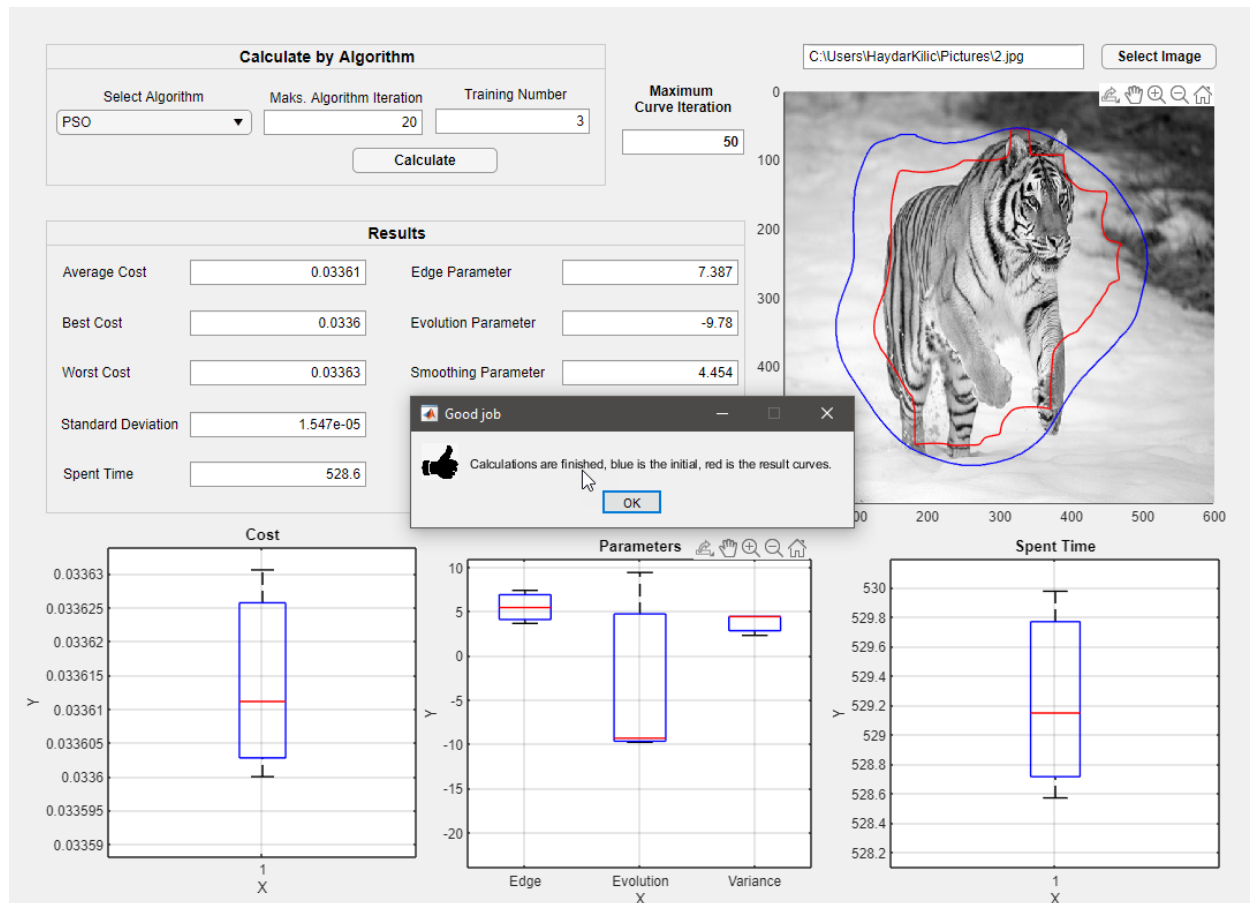 Calculate by Algorithm
Select Algorithm
Maks. Algorithm Iteration
Training Number
PSO
20
3
Calculate
Maximum
Curve Iteration
50
C:\Users\HaydarKilic\Pictures\2.jpg
Select Image
0
100
200
300
400
00
200
300
400
500
600
Results
Average Cost
0.03361
Edge Parameter
7.387
Best Cost
0.0336
Evolution Parameter
-9.78
Worst Cost
0.03363
Smoothing Parameter
4.454
Standard Deviation
1.547e-05
Spent Time
528.6
Good job
Calculations are finished, blue is the initial, red is the result curves.
OK
Cost
0.03363
0.033625
0.03362
0.033615
0.03361
0.033605
0.0336
0.033595
0.03359
Y
1
X
Parameters
10
5
0
-5
-10
-15
-20
Y
Edge
Evolution
Variance
X
Spent Time
530
529.8
529.6
529.4
529.2
529
528.8
528.6
528.4
528.2
Y
1
X